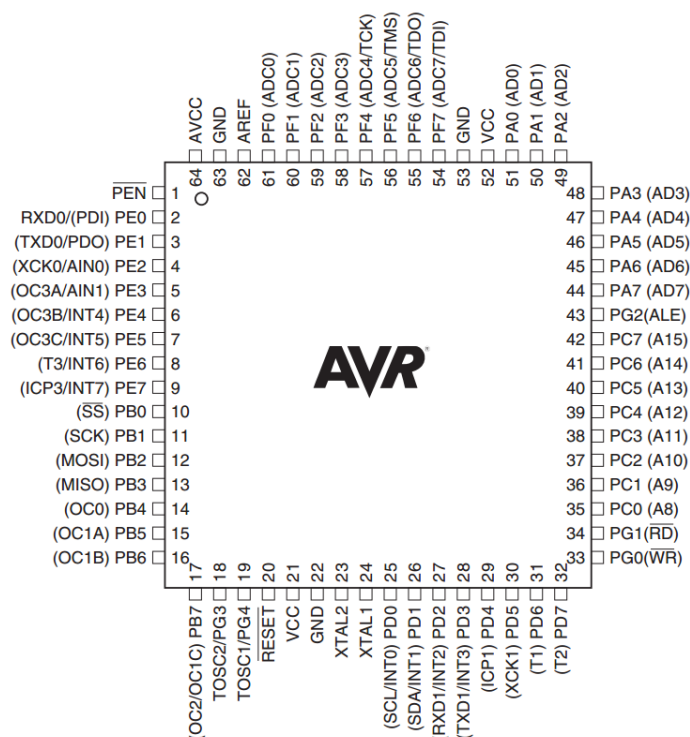 AVCC
GND
AREF
PF0 (ADC0)
PF1 (ADC1)
PF2 (ADC2)
PF3 (ADC3)
PF4 (ADC4/TCK)
PF5 (ADC5/TMS)
PF6 (ADC6/TDO)
PF7 (ADC7/TDI)
GND
VCC
PA0 (AD0)
PA1 (AD1)
PA2 (AD2)
64 63 62 61 60 59 58 57 56 55 54 53 52 51 50 49
PEN 1
RXD0/(PDI) PE0 2
(TXD0/PDO) PE1 3
(XCK0/AIN0) PE2 4
(OC3A/AIN1) PE3 5
(OC3B/INT4) PE4 6
(OC3C/INT5) PE5 7
(T3/INT6) PE6 8
(ICP3/INT7) PE7 9
(SS) PB0 10
(SCK) PB1 11
(MOSI) PB2 12
(MISO) PB3 13
(OC0) PB4 14
(OC1A) PB5 15
(OC1B) PB6 16
AVR®
48 PA3 (AD3)
47 PA4 (AD4)
46 PA5 (AD5)
45 PA6 (AD6)
44 PA7 (AD7)
43 PG2(ALE)
42 PC7 (A15)
41 PC6 (A14)
40 PC5 (A13)
39 PC4 (A12)
38 PC3 (A11)
37 PC2 (A10)
36 PC1 (A9)
35 PC0 (A8)
34 PG1(RD)
33 PG0(WR)
17 18 19 20 21 22 23 24 25 26 27 28 29 30 31 32
(OC2/OC1C) PB7
TOSC2/PG3
TOSC1/PG4
RESET
VCC
GND
XTAL2
XTAL1
(SCL/INT0) PD0
(SDA/INT1) PD1
RXD1/INT2) PD2
(TXD1/INT3) PD3
(ICP1) PD4
(XCK1) PD5
(T1) PD6
(T2) PD7